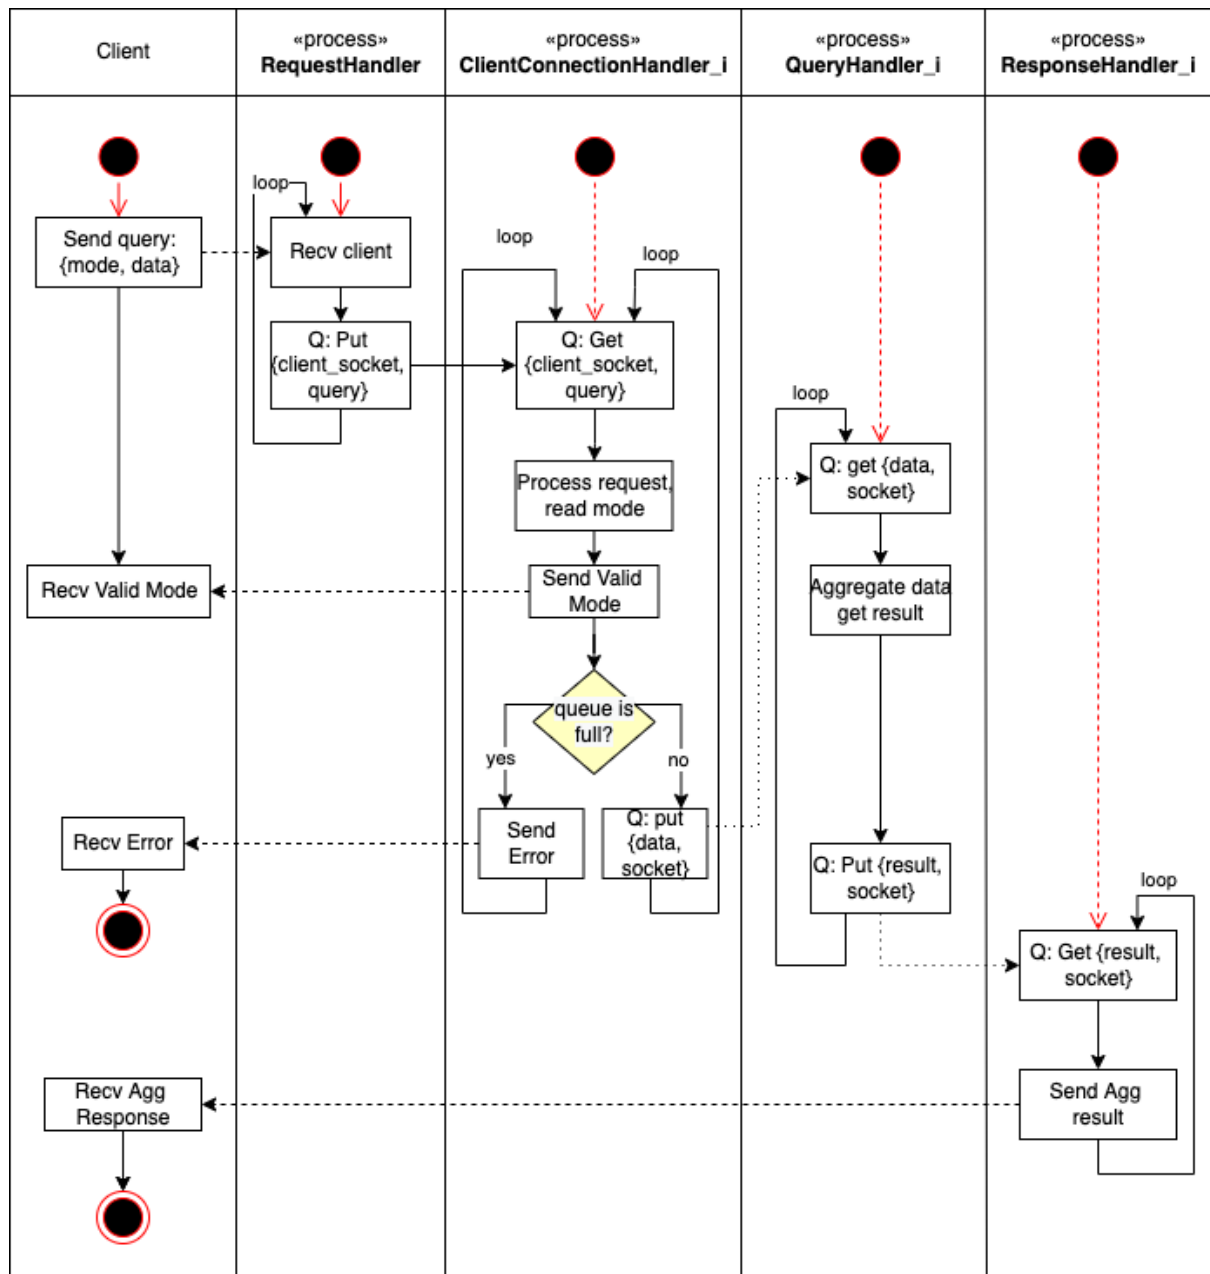 Client
«process»
RequestHandler
«process»
ClientConnectionHandler_i
«process»
QueryHandler_i
«process»
ResponseHandler_i
loop
Send query:
{mode, data}
Recv client
loop
loop
Q: Put
{client_socket,
query}
Q: Get
{client_socket,
query}
loop
Q: get {data,
socket}
Process request,
read mode
Recv Valid Mode
Send Valid
Mode
Aggregate data
get result
queue is
full?
yes
no
Recv Error
Send
Error
Q: put
{data,
socket}
Q: Put {result,
socket}
loop
Q: Get {result,
socket}
Recv Agg
Response
Send Agg
result